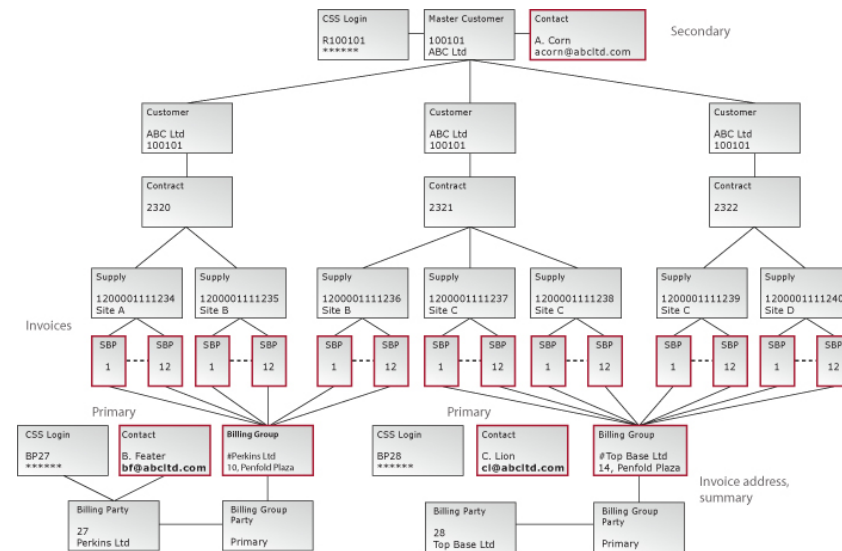 CSS Login
R100101
******
Master Customer
100101
ABC Ltd
Contact
A. Corn
acorn@abcltd.com
Secondary
Customer
ABC Ltd
100101
Customer
ABC Ltd
100101
Customer
ABC Ltd
100101
Contract
2320
Contract
2321
Contract
2322
Supply
1200001111234
Site A
Supply
1200001111235
Site B
Supply
1200001111236
Site B
Supply
1200001111237
Site C
Supply
1200001111238
Site C
Supply
1200001111239
Site C
Supply
1200001111240
Site D
Invoices
SBP
1
SBP
12
SBP
1
SBP
12
SBP
1
SBP
12
SBP
1
SBP
12
SBP
1
SBP
12
SBP
1
SBP
12
SBP
1
SBP
12
Primary
CSS Login
BP27
******
Contact
B. Feater
bf@abcltd.com
Billing Group
#Perkins Ltd
10, Penfold Plaza
Primary
CSS Login
BP28
******
Contact
C. Lion
cl@abcltd.com
Billing Group
#Top Base Ltd
14, Penfold Plaza
Invoice address,
summary
Billing Party
27
Perkins Ltd
Billing Group
Party
Primary
Billing Party
28
Top Base Ltd
Billing Group
Party
Primary